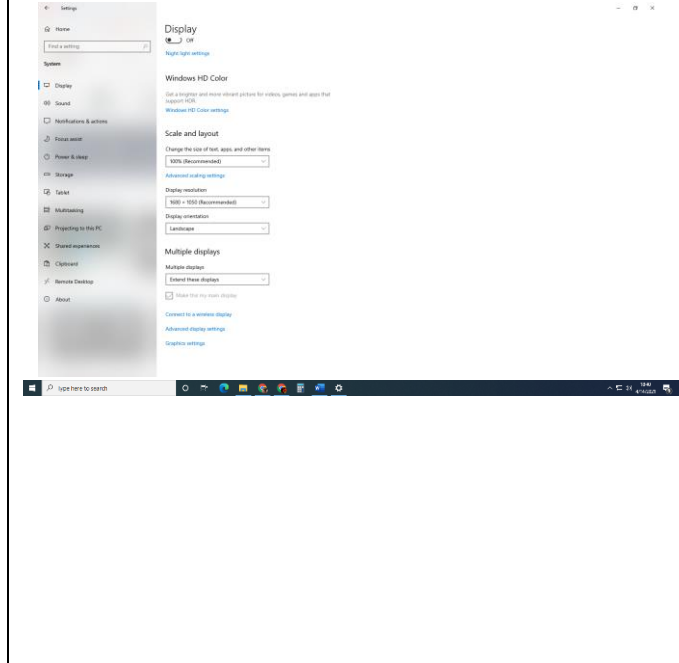 Settings
Home
Find a setting
System
Display
Sound
Notifications & actions
Focus assist
Power & sleep
Storage
Tablet
Multitasking
Projecting to this PC
Shared experiences
Clipboard
Remote Desktop
About
Display
Off
Night light settings
Windows HD Color
Get a brighter and more vibrant picture for videos, games and apps that
support HDR.
Windows HD Color settings
Scale and layout
Change the size of text, apps, and other items
100% (Recommended)
Advanced scaling settings
Display resolution
1680 × 1050 (Recommended)
Display orientation
Landscape
Multiple displays
Multiple displays
Extend these displays
Make this my main display
Connect to a wireless display
Advanced display settings
Graphics settings
Type here to search